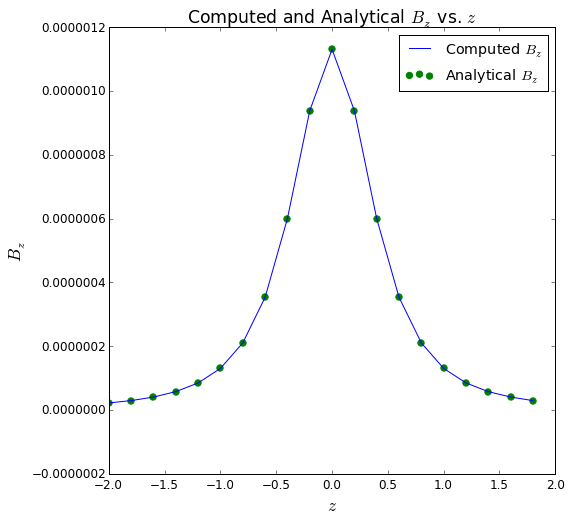 Computed and Analytical B_z vs. z
Computed B_z
Analytical B_z
0.0000012
0.0000010
0.0000008
0.0000006
0.0000004
0.0000002
0.0000000
−0.0000002
B_z
−2.0 −1.5 −1.0 −0.5 0.0 0.5 1.0 1.5 2.0
z